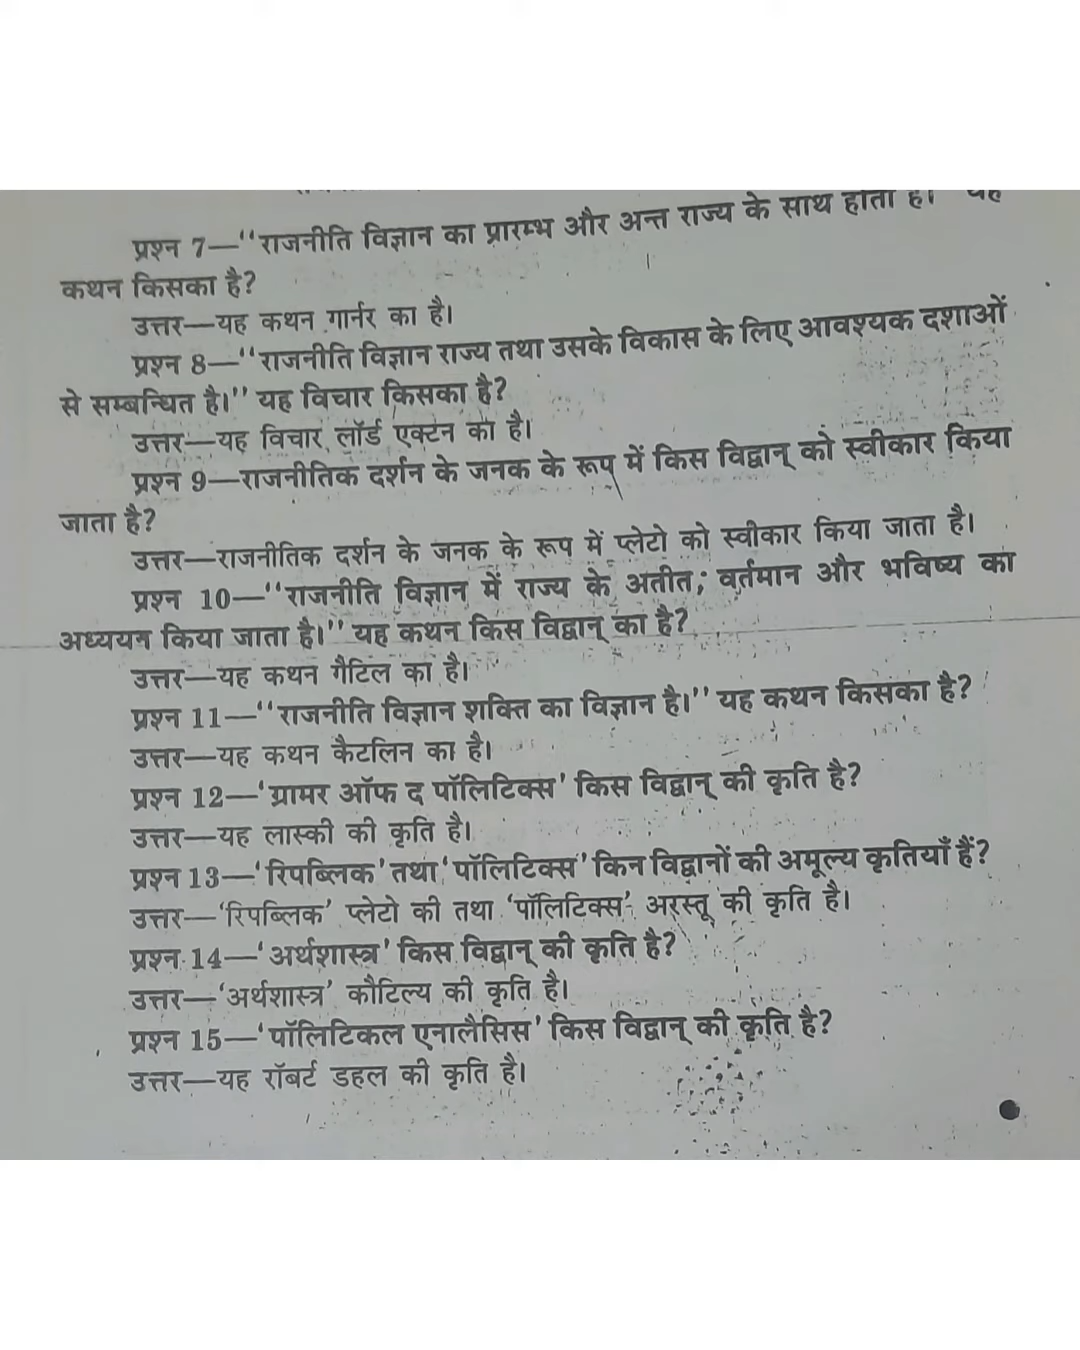 प्रश्न 7—‘‘राजनीति विज्ञान का प्रारम्भ और अन्त राज्य के साथ होता है। यह
कथन किसका है?
उत्तर—यह कथन गार्नर का है।
प्रश्न 8—‘‘राजनीति विज्ञान राज्य तथा उसके विकास के लिए आवश्यक दशाओं
से सम्बन्धित है।’’ यह विचार किसका है?
उत्तर—यह विचार लॉर्ड एक्टन का है।
प्रश्न 9—राजनीतिक दर्शन के जनक के रूप में किस विद्वान् को स्वीकार किया
जाता है?
उत्तर—राजनीतिक दर्शन के जनक के रूप में प्लेटो को स्वीकार किया जाता है।
प्रश्न 10—‘‘राजनीति विज्ञान में राज्य के अतीत; वर्तमान और भविष्य का
अध्ययन किया जाता है।’’ यह कथन किस विद्वान् का है?
उत्तर—यह कथन गैटिल का है।
प्रश्न 11—‘‘राजनीति विज्ञान शक्ति का विज्ञान है।’’ यह कथन किसका है?
उत्तर—यह कथन कैटलिन का है।
प्रश्न 12—‘ग्रामर ऑफ द पॉलिटिक्स’ किस विद्वान् की कृति है?
उत्तर—यह लास्की की कृति है।
प्रश्न 13—‘रिपब्लिक’ तथा ‘पॉलिटिक्स’ किन विद्वानों की अमूल्य कृतियाँ हैं?
उत्तर—‘रिपब्लिक’ प्लेटो की तथा ‘पॉलिटिक्स’ अरस्तू की कृति है।
प्रश्न 14—‘अर्थशास्त्र’ किस विद्वान् की कृति है?
उत्तर—‘अर्थशास्त्र’ कौटिल्य की कृति है।
प्रश्न 15—‘पॉलिटिकल एनालैसिस’ किस विद्वान् की कृति है?
उत्तर—यह रॉबर्ट डहल की कृति है।